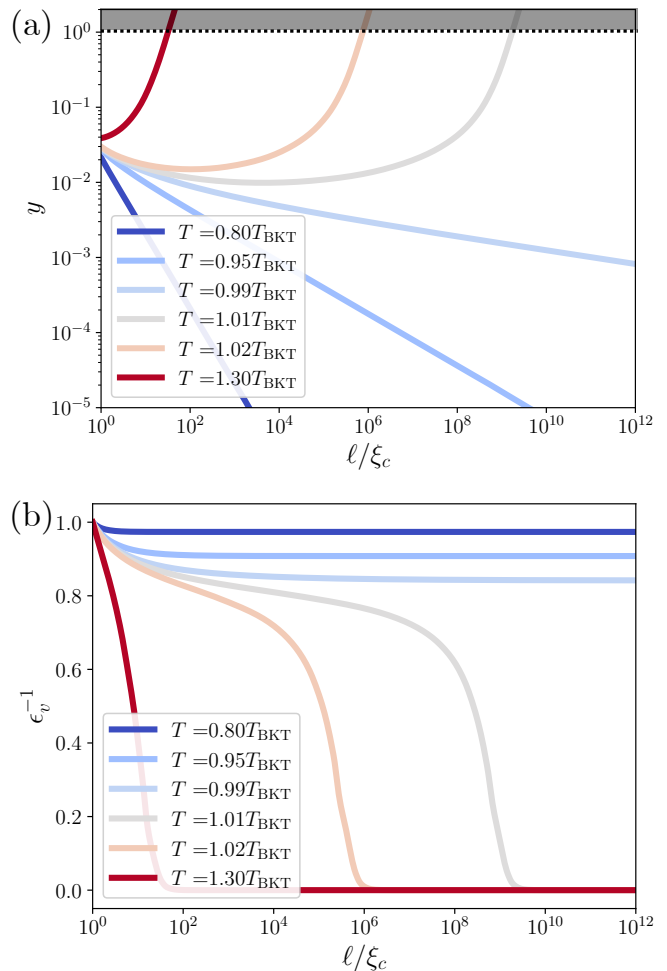 (a)
10^0
10^{-1}
10^{-2}
10^{-3}
10^{-4}
10^{-5}
y
T =0.80T_BKT
T =0.95T_BKT
T =0.99T_BKT
T =1.01T_BKT
T =1.02T_BKT
T =1.30T_BKT
10^0 10^2 10^4 10^6 10^8 10^{10} 10^{12}
ℓ/ξ_c
(b)
1.0
0.8
0.6
0.4
0.2
0.0
ϵ_v^{-1}
T =0.80T_BKT
T =0.95T_BKT
T =0.99T_BKT
T =1.01T_BKT
T =1.02T_BKT
T =1.30T_BKT
10^0 10^2 10^4 10^6 10^8 10^{10} 10^{12}
ℓ/ξ_c